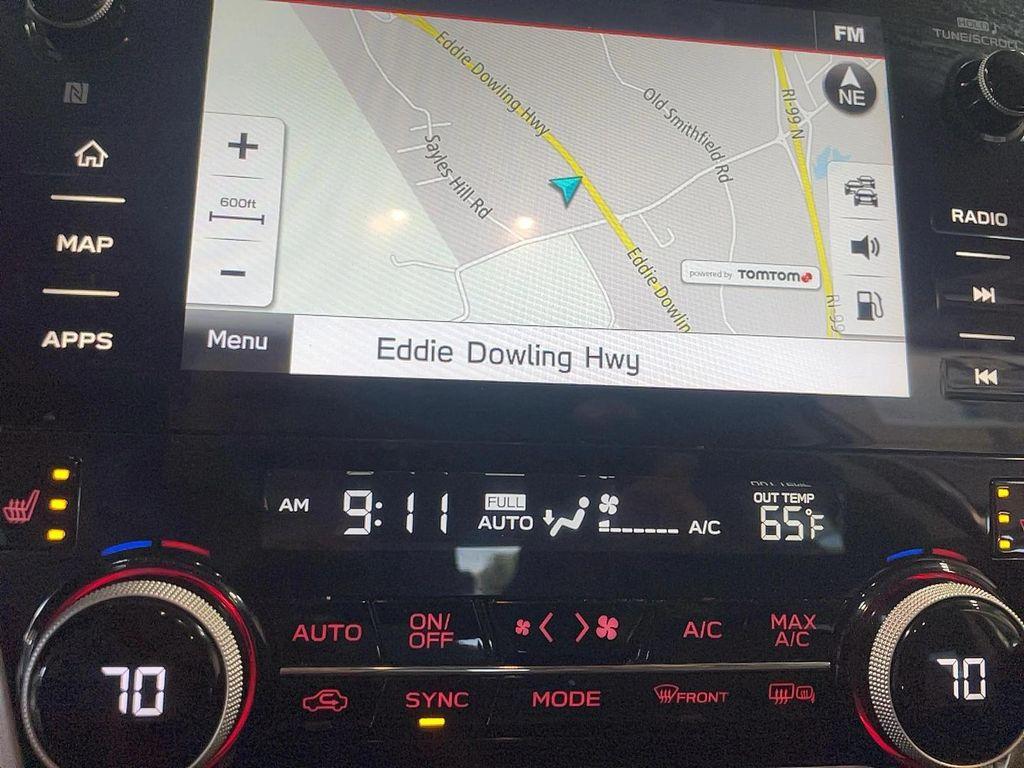 FM
HOLD
TUNE/SCROLL
NE
Eddie Dowling Hwy
Old Smithfield Rd
RI-99 N
Sayles Hill Rd
600ft
MAP
RADIO
powered by TOMTOM
Eddie Dowlin
RI-99
APPS
Menu
Eddie Dowling Hwy
AM 9:11
FULL
AUTO
A/C
OUT TEMP
65°F
AUTO
ON/
OFF
A/C
MAX
A/C
70
SYNC
MODE
FRONT
70